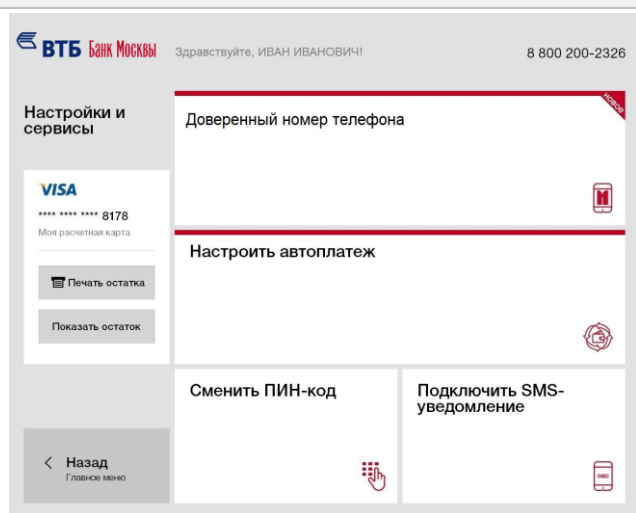 ВТБ Банк Москвы
Здравствуйте, ИВАН ИВАНОВИЧ!
8 800 200-2326
Настройки и
сервисы
VISA
**** **** **** 8178
Моя расчетная карта
Печать остатка
Показать остаток
Назад
Главное меню
Доверенный номер телефона
НОВОЕ
Настроить автоплатеж
Сменить ПИН-код
Подключить SMS-
уведомление
SMS